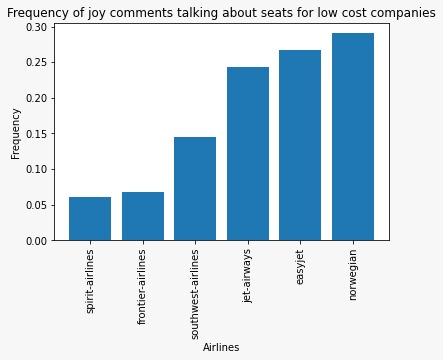 Frequency of joy comments talking about seats for low cost companies
0.30
0.25
0.20
0.15
0.10
0.05
0.00
Frequency
spirit-airlines
frontier-airlines
southwest-airlines
jet-airways
easyjet
norwegian
Airlines